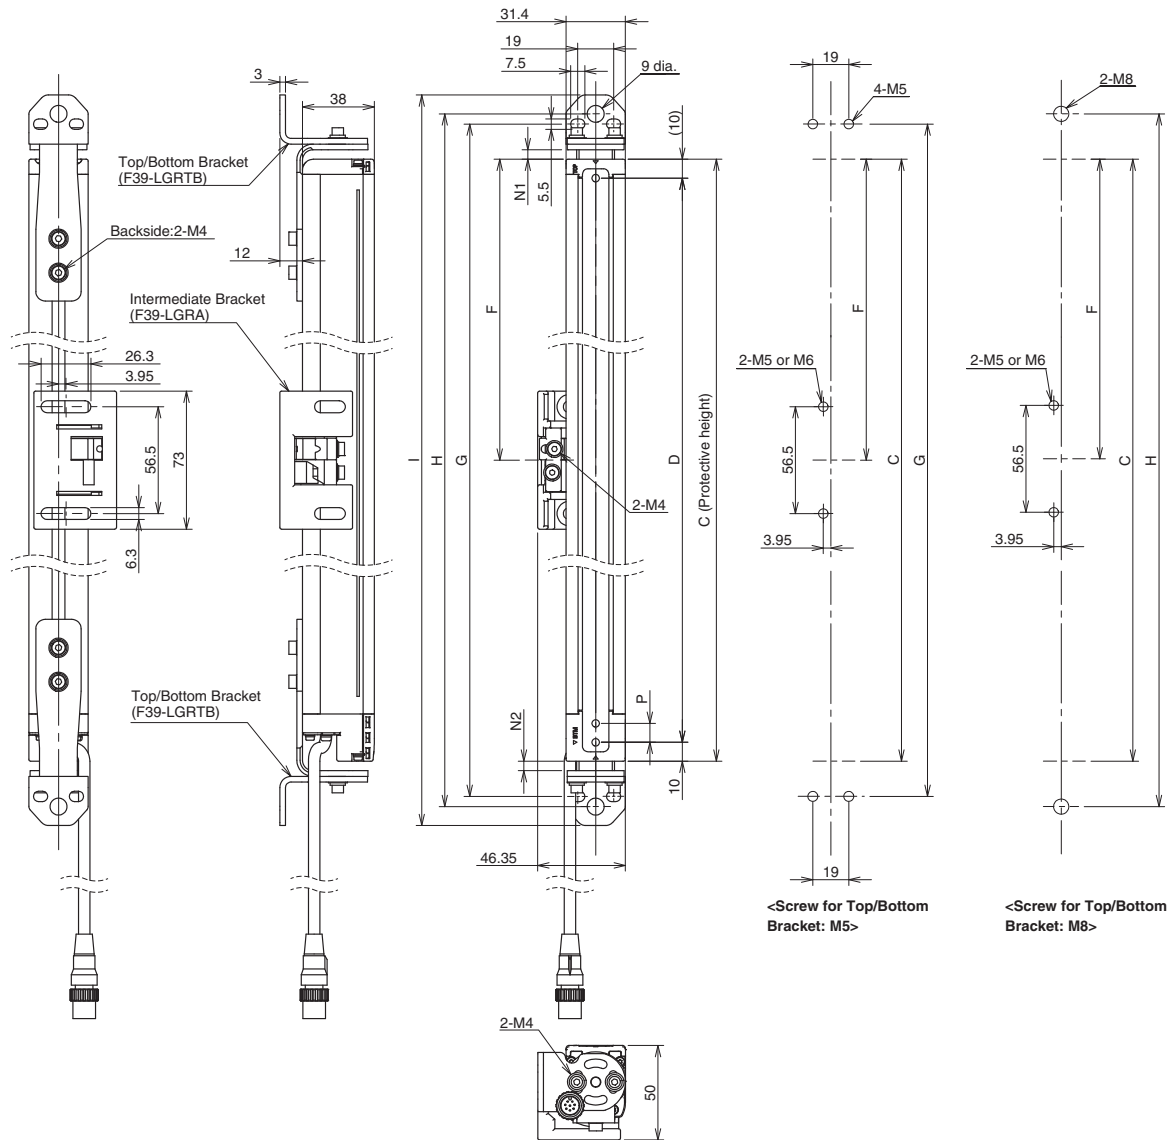 31.4
19
7.5
9 dia.
3
38
(10)
19
4-M5
2-M8
Top/Bottom Bracket
(F39-LGRTB)
N1
5.5
TOP
Backside:2-M4
12
Intermediate Bracket
(F39-LGRA)
F
F
F
26.3
3.95
2-M5 or M6
2-M5 or M6
56.5
73
I
H
G
D
C (Protective height)
56.5
C
G
56.5
C
H
2-M4
3.95
3.95
6.3
Top/Bottom Bracket
(F39-LGRTB)
N2
P
BTM
10
46.35
19
<Screw for Top/Bottom
Bracket: M5>
<Screw for Top/Bottom
Bracket: M8>
2-M4
50